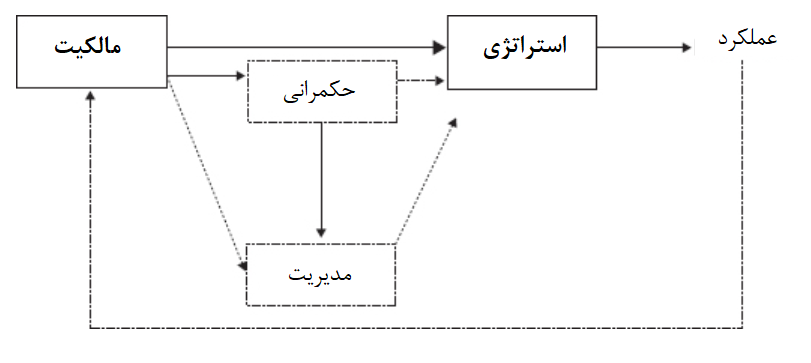 مالکیت
استراتژی
عملکرد
حکمرانی
مدیریت